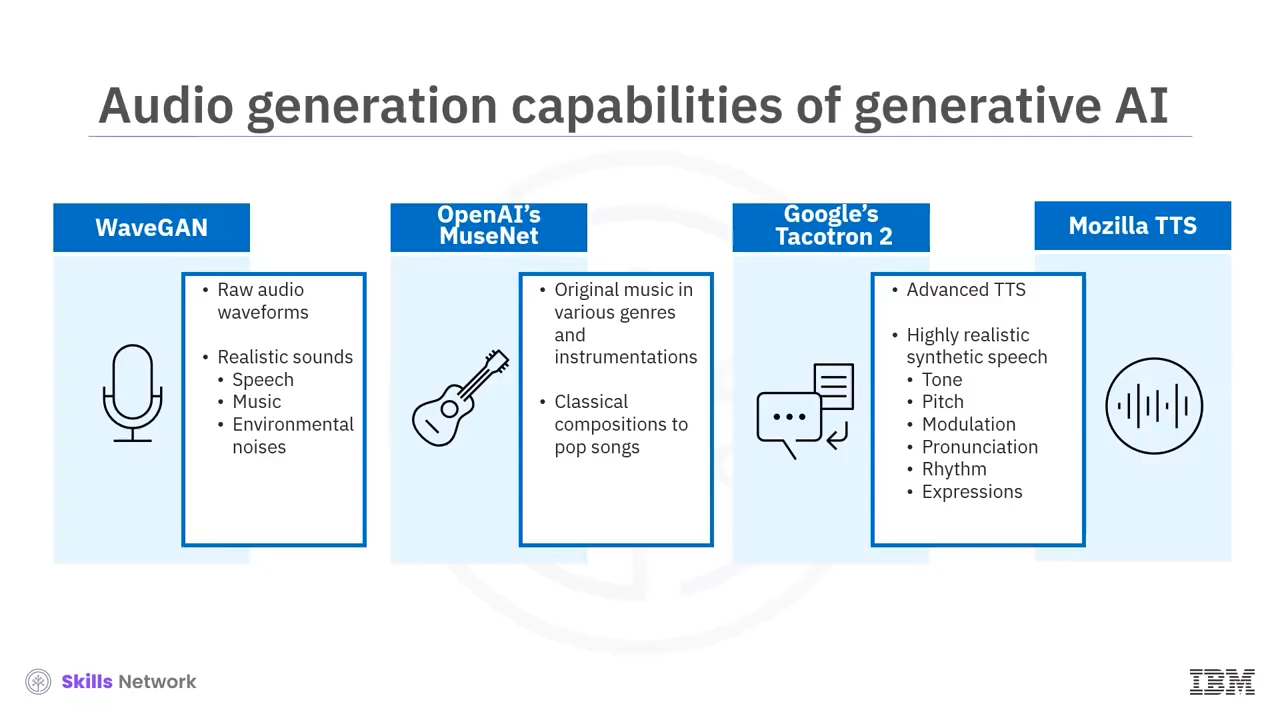 Audio generation capabilities of generative AI
WaveGAN
• Raw audio
waveforms
• Realistic sounds
• Speech
• Music
• Environmental
noises
OpenAI's
MuseNet
• Original music in
various genres
and
instrumentations
• Classical
compositions to
pop songs
Google's
Tacotron 2
• Advanced TTS
• Highly realistic
synthetic speech
• Tone
• Pitch
• Modulation
• Pronunciation
• Rhythm
• Expressions
Mozilla TTS
Skills Network
IBM